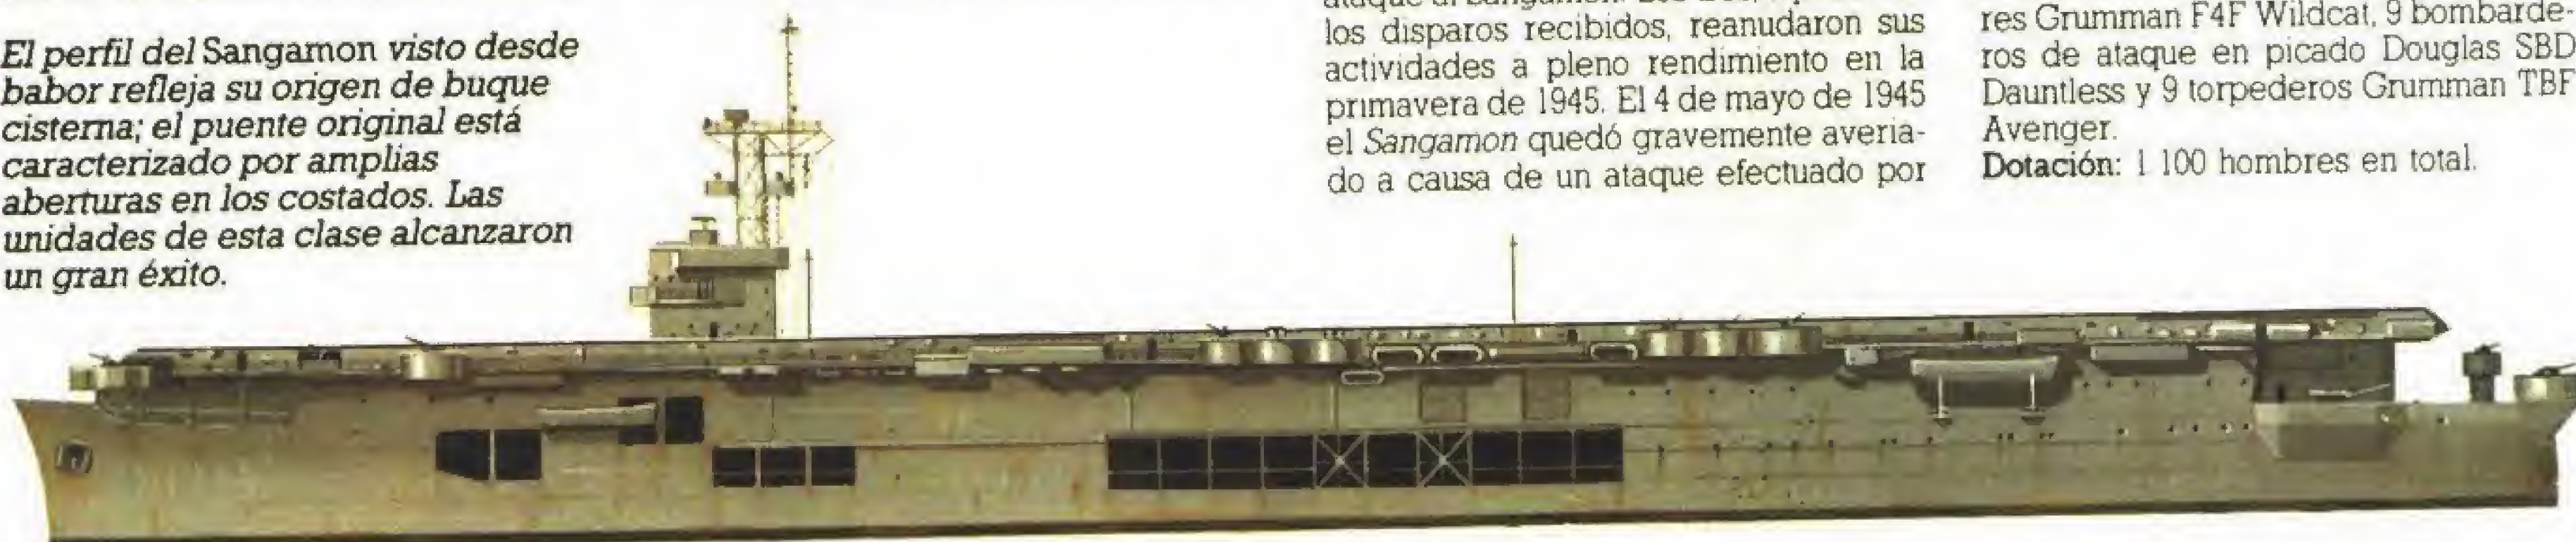 El perfil del Sangamon visto desde
babor refleja su origen de buque
cisterna; el puente original está
caracterizado por amplias
aberturas en los costados. Las
unidades de esta clase alcanzaron
un gran éxito.
los disparos recibidos, reanudaron sus
actividades a pleno rendimiento en la
primavera de 1945. El 4 de mayo de 1945
el Sangamon quedó gravemente averia-
do a causa de un ataque efectuado por
res Grumman F4F Wildcat, 9 bombarde-
ros de ataque en picado Douglas SBD
Dauntless y 9 torpederos Grumman TBF
Avenger.
Dotación: 1 100 hombres en total.